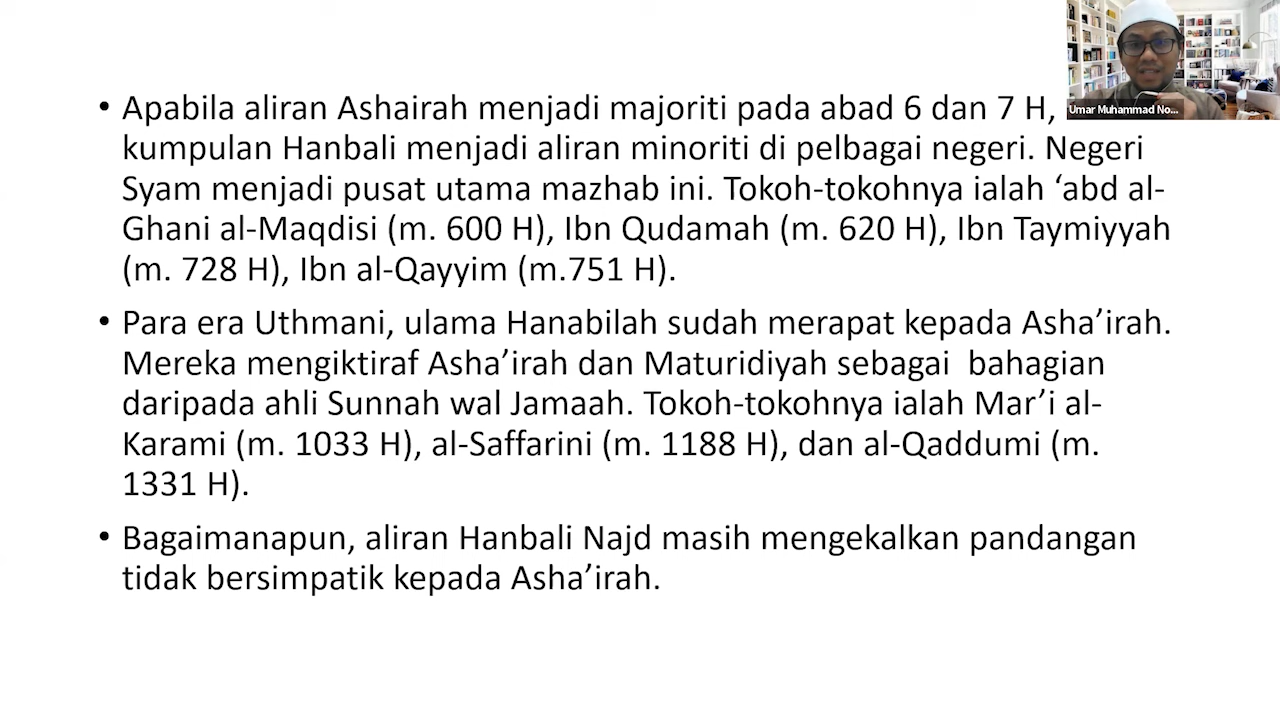 • Apabila aliran Ashairah menjadi majoriti pada abad 6 dan 7 H,
kumpulan Hanbali menjadi aliran minoriti di pelbagai negeri. Negeri
Syam menjadi pusat utama mazhab ini. Tokoh-tokohnya ialah ‘abd al-
Ghani al-Maqdisi (m. 600 H), Ibn Qudamah (m. 620 H), Ibn Taymiyyah
(m. 728 H), Ibn al-Qayyim (m.751 H).
• Para era Uthmani, ulama Hanabilah sudah merapat kepada Asha’irah.
Mereka mengiktiraf Asha’irah dan Maturidiyah sebagai  bahagian
daripada ahli Sunnah wal Jamaah. Tokoh-tokohnya ialah Mar’i al-
Karami (m. 1033 H), al-Saffarini (m. 1188 H), dan al-Qaddumi (m.
1331 H).
• Bagaimanapun, aliran Hanbali Najd masih mengekalkan pandangan
tidak bersimpatik kepada Asha’irah.
Umar Muhammad No...